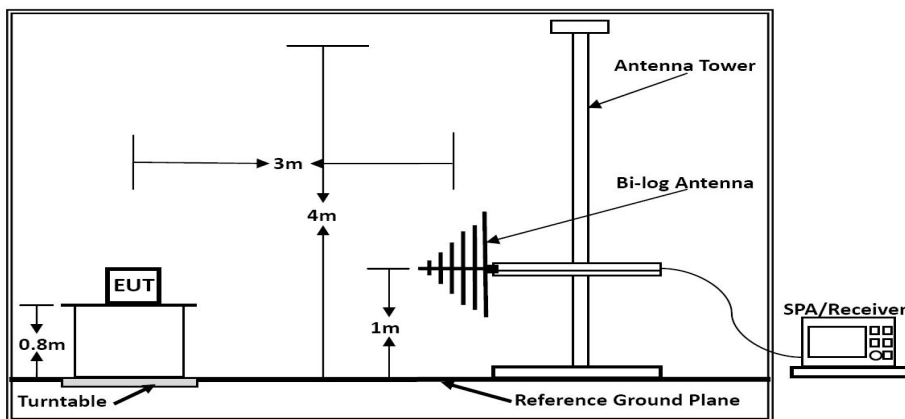 Antenna Tower
3m
Bi-log Antenna
4m
EUT
1m
0.8m
SPA/Receiver
Turntable
Reference Ground Plane